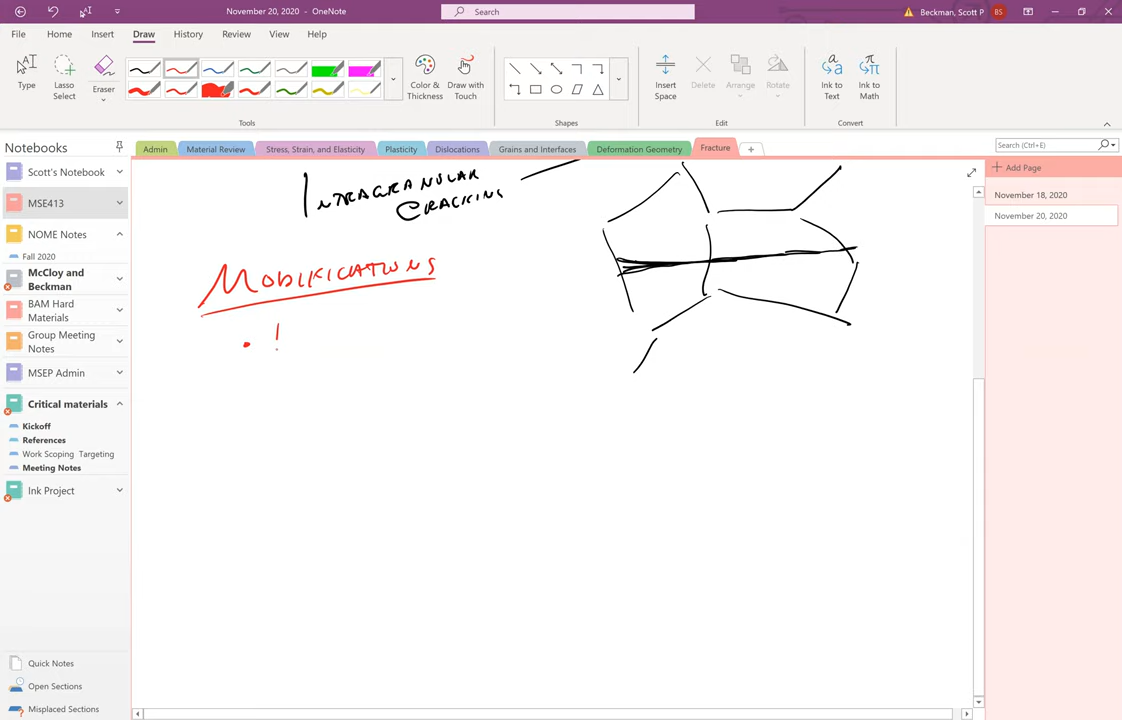 November 20, 2020 - OneNote
Search
Beckman, Scott P
BS
File Home Insert Draw History Review View Help
Type
Lasso Select
Eraser
Color & Thickness
Draw with Touch
Insert Space
Delete
Arrange
Rotate
Ink to Text
Ink to Math
Tools Shapes Edit Convert
Notebooks
Admin Material Review Stress, Strain, and Elasticity Plasticity Dislocations Grains and Interfaces Deformation Geometry Fracture
Search (Ctrl+E)
Scott's Notebook
MSE413
NOME Notes
Fall 2020
McCloy and Beckman
BAM Hard Materials
Group Meeting Notes
MSEP Admin
Critical materials
Kickoff
References
Work Scoping Targeting
Meeting Notes
Ink Project
Quick Notes
Open Sections
Misplaced Sections
INTRAGRANULAR
CRACKING
MODIFICATIONS
Add Page
November 18, 2020
November 20, 2020